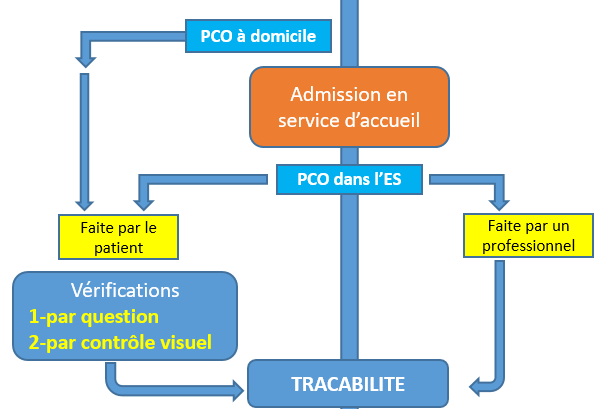 PCO à domicile
Admission en
service d’accueil
PCO dans l’ES
Faite par le
patient
Faite par un
professionnel
Vérifications
1-par question
2-par contrôle visuel
TRACABILITE